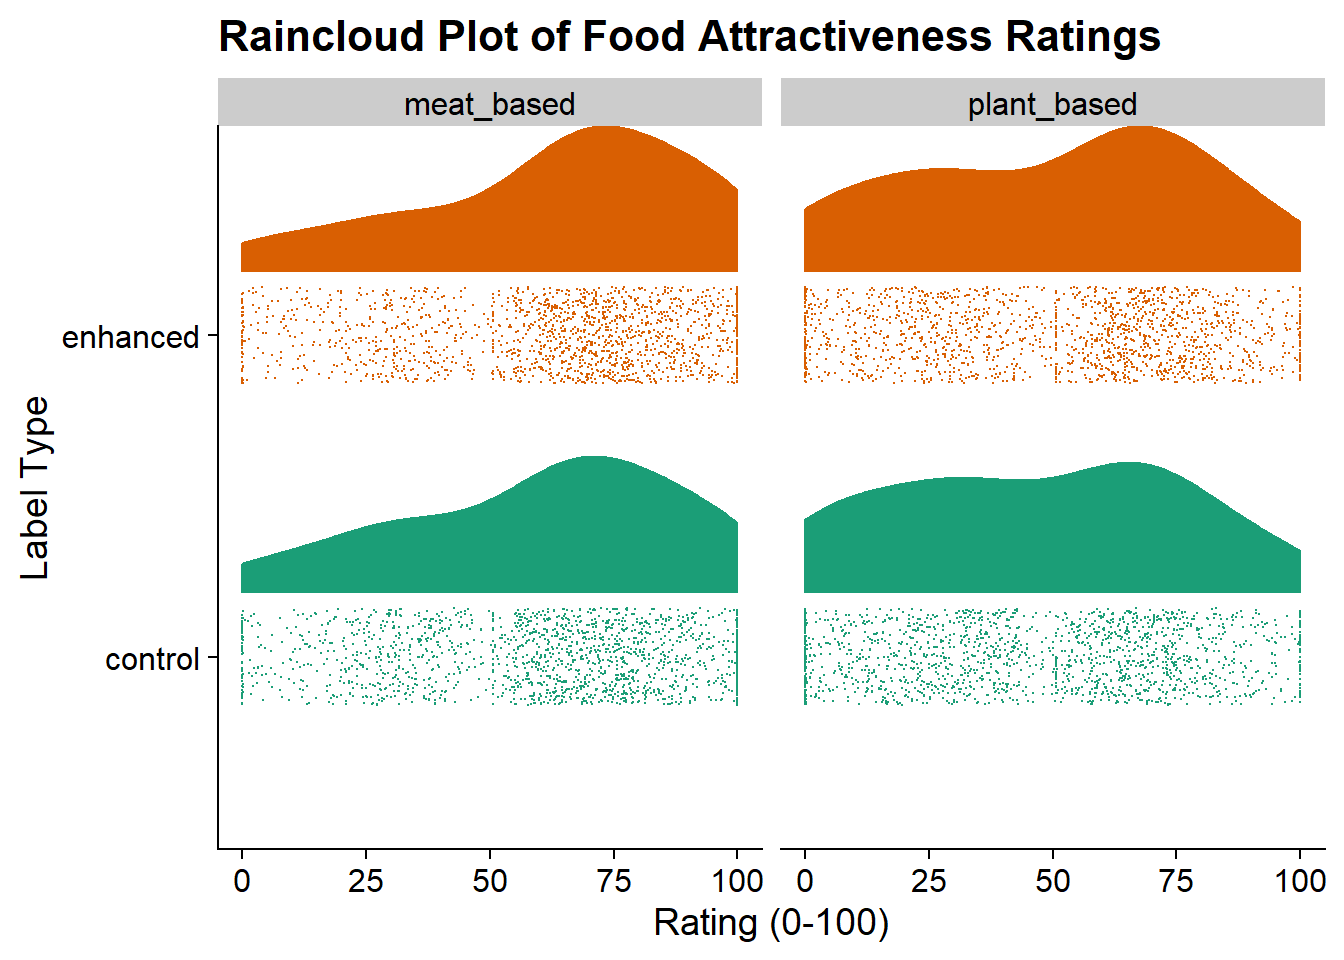 Raincloud Plot of Food Attractiveness Ratings
meat_based
plant_based
enhanced
control
Label Type
0 25 50 75 100
0 25 50 75 100
Rating (0-100)